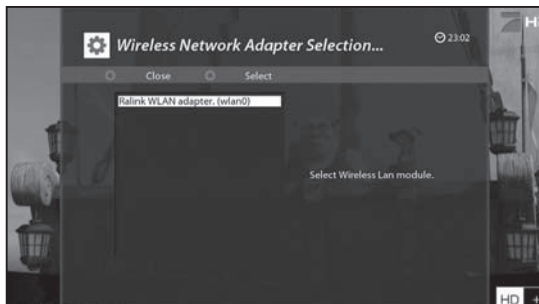 Wireless Network Adapter Selection...
23:02
Close Select
Ralink WLAN adapter. (wlan0)
Select Wireless Lan module.
HD +